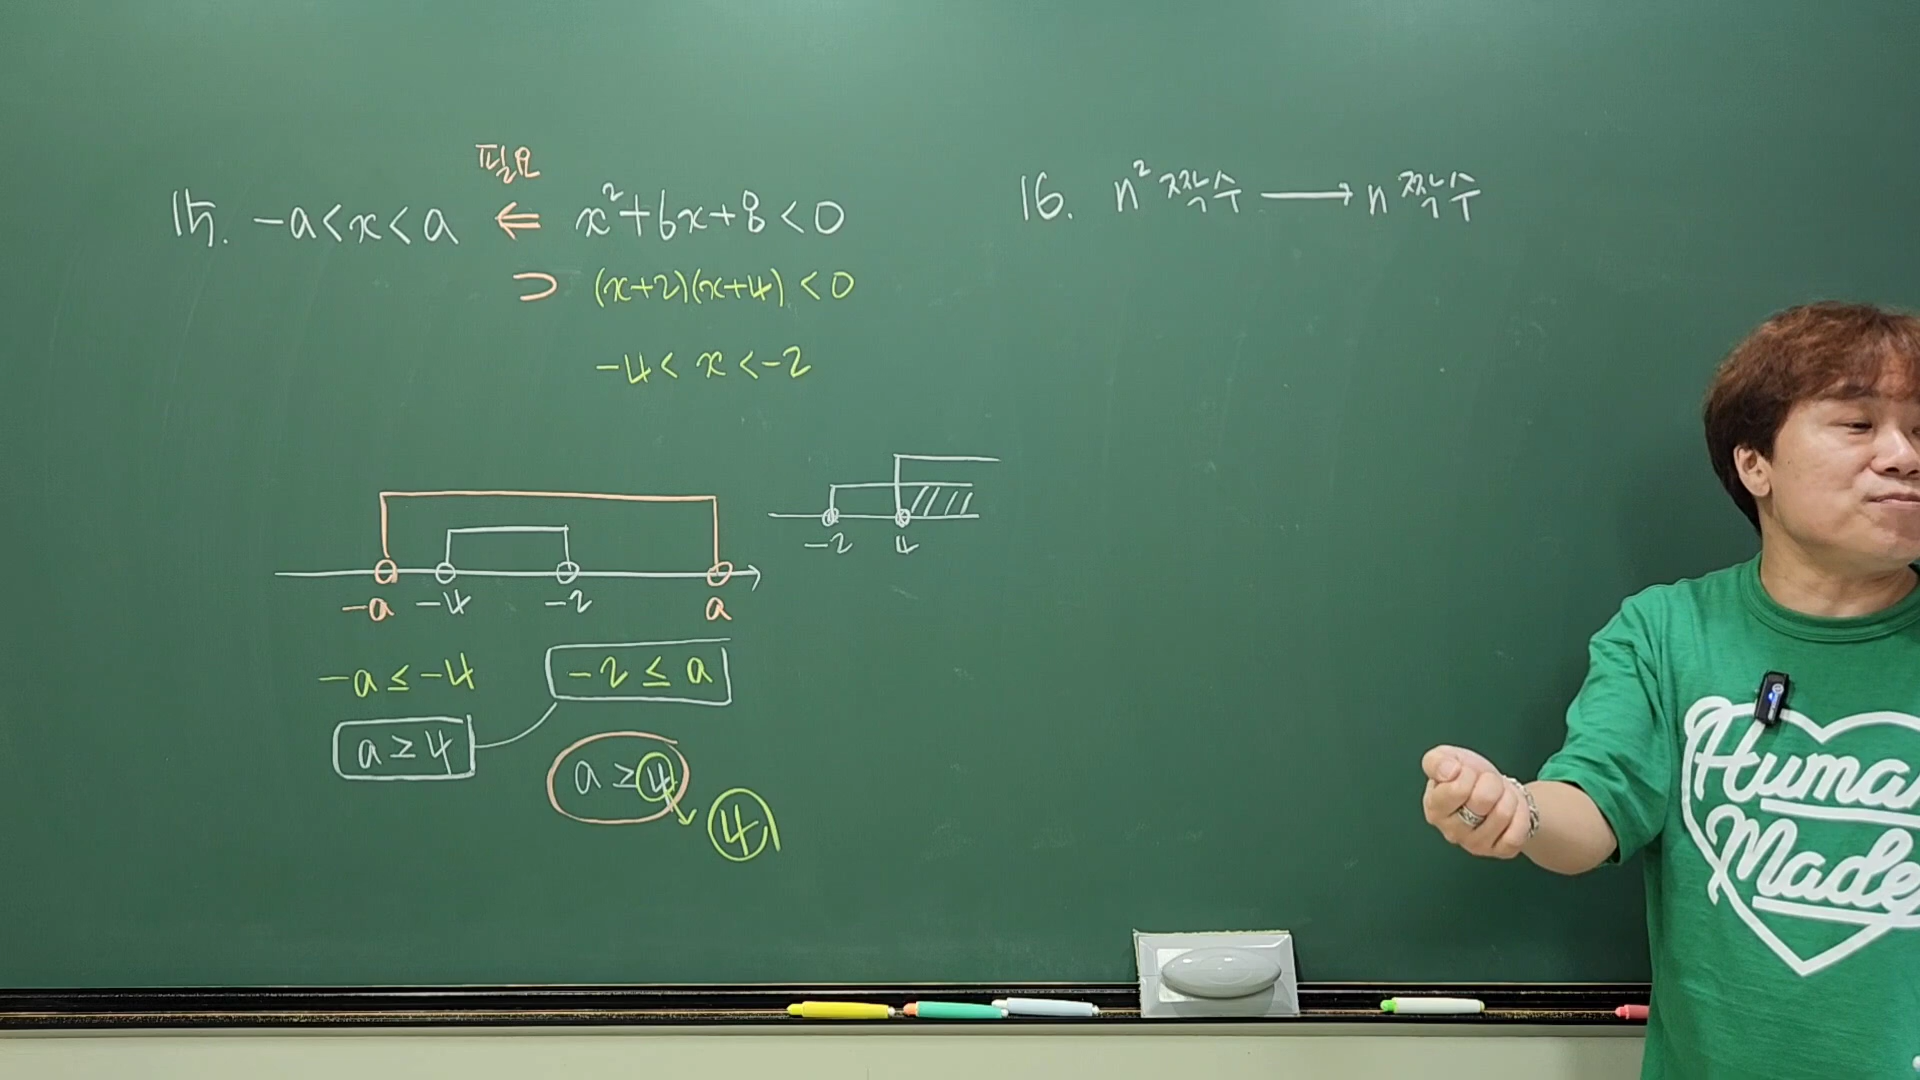 필요
15. -a<x<a ⇐ x²+6x+8<0
⊃ (x+2)(x+4)<0
-4< x <-2
-a -4 -2 a
-2 4
-a≤-4 -2≤a
a≥4
a≥4
4
16. n² 짝수 → n 짝수
Human
Made